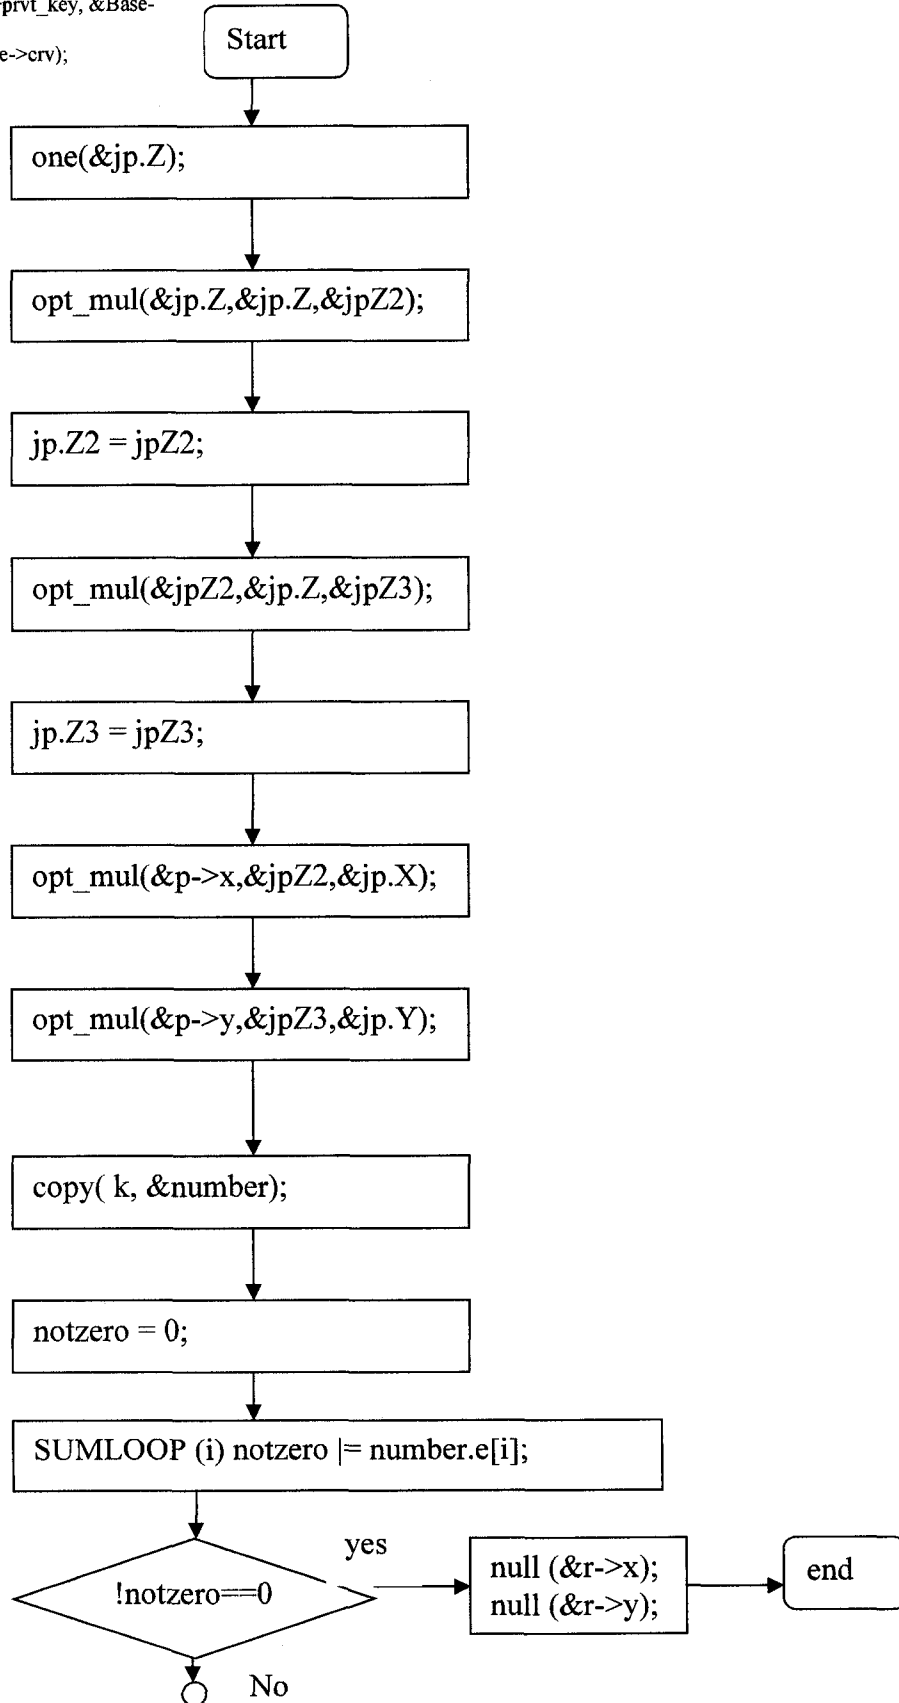 prvt_key, &Base-
e->crv);
Start
one(&jp.Z);
opt_mul(&jp.Z,&jp.Z,&jpZ2);
jp.Z2 = jpZ2;
opt_mul(&jpZ2,&jp.Z,&jpZ3);
jp.Z3 = jpZ3;
opt_mul(&p->x,&jpZ2,&jp.X);
opt_mul(&p->y,&jpZ3,&jp.Y);
copy( k, &number);
notzero = 0;
SUMLOOP (i) notzero |= number.e[i];
!notzero==0
yes
null (&r->x);
null (&r->y);
end
No